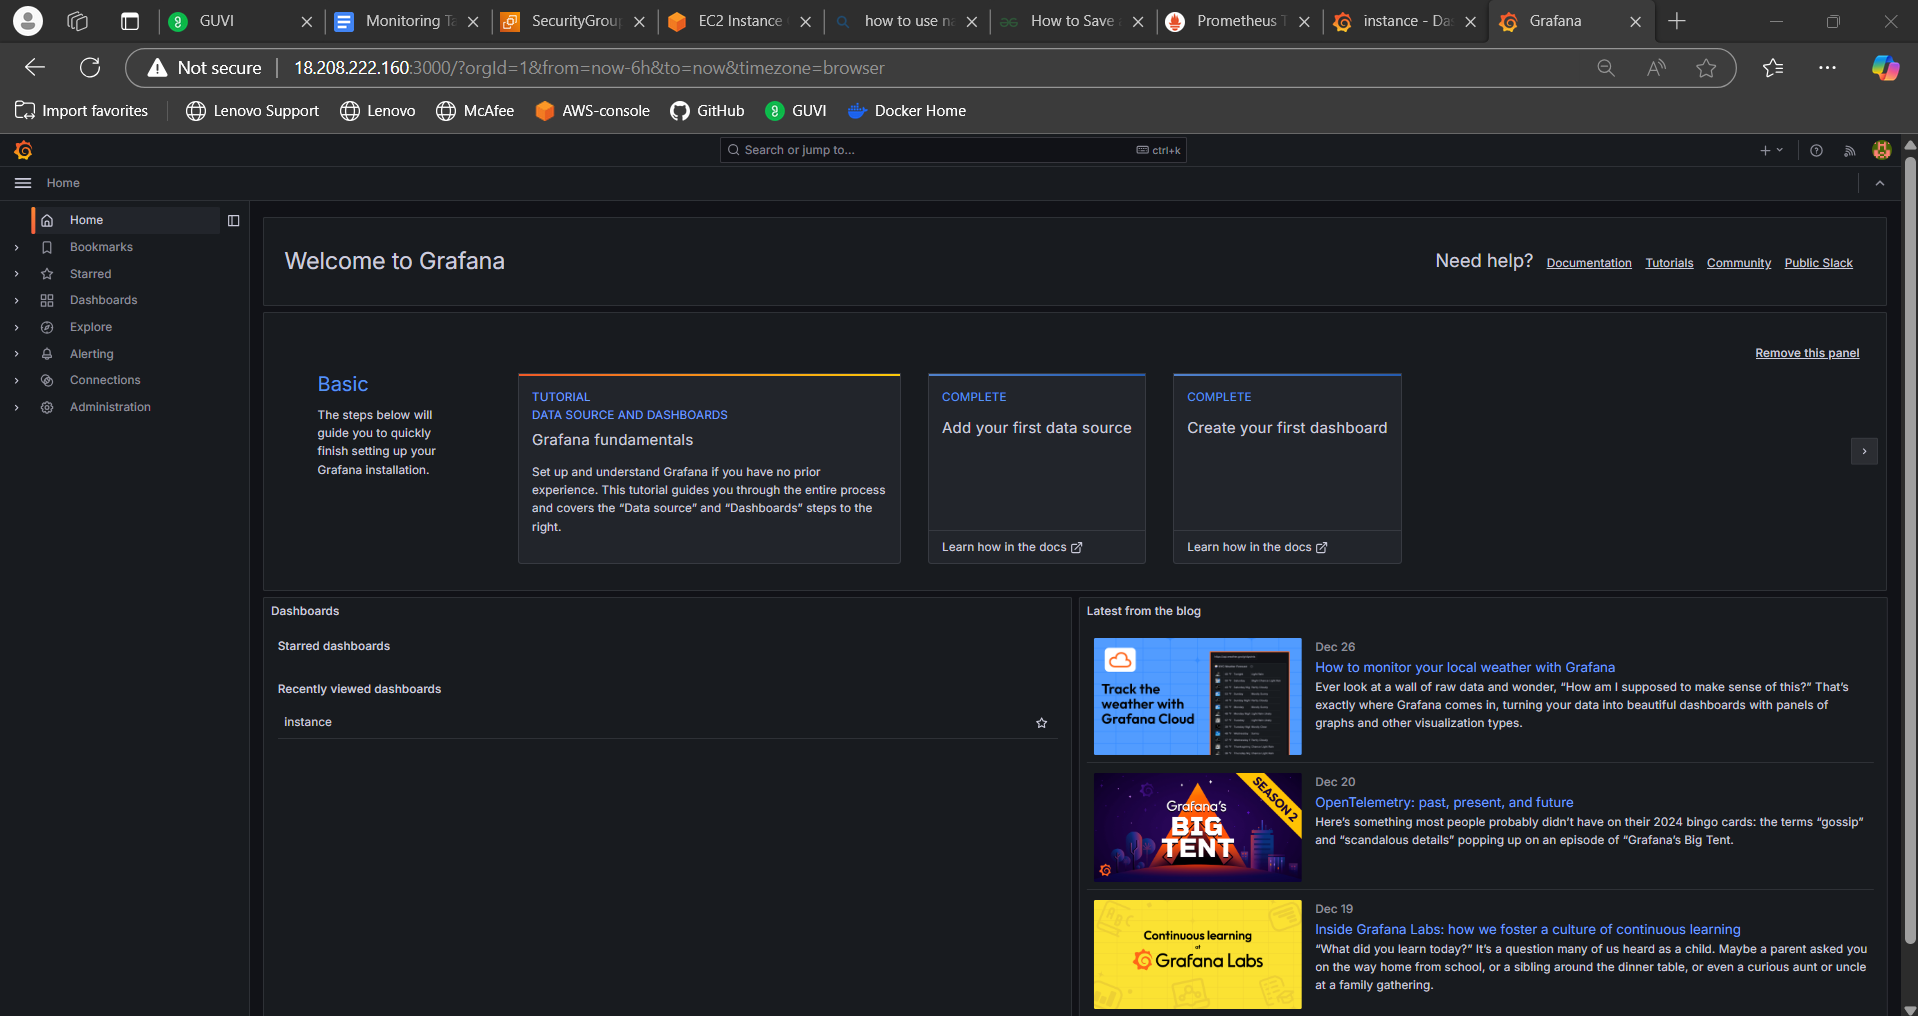 GUVI
Monitoring Ta
SecurityGroup
EC2 Instance
how to use na
How to Save
Prometheus T
instance - Das
Grafana
Not secure
18.208.222.160:3000/?orgId=1&from=now-6h&to=now&timezone=browser
Import favorites
Lenovo Support
Lenovo
McAfee
AWS-console
GitHub
GUVI
Docker Home
Search or jump to...
ctrl+k
Home
Home
Bookmarks
Starred
Dashboards
Explore
Alerting
Connections
Administration
Welcome to Grafana
Need help?
Documentation
Tutorials
Community
Public Slack
Remove this panel
Basic
The steps below will
guide you to quickly
finish setting up your
Grafana installation.
TUTORIAL
DATA SOURCE AND DASHBOARDS
Grafana fundamentals
Set up and understand Grafana if you have no prior
experience. This tutorial guides you through the entire process
and covers the “Data source” and “Dashboards” steps to the
right.
COMPLETE
Add your first data source
Learn how in the docs
COMPLETE
Create your first dashboard
Learn how in the docs
Dashboards
Starred dashboards
Recently viewed dashboards
instance
Latest from the blog
Track the
weather with
Grafana Cloud
Dec 26
How to monitor your local weather with Grafana
Ever look at a wall of raw data and wonder, “How am I supposed to make sense of this?” That’s
exactly where Grafana comes in, turning your data into beautiful dashboards with panels of
graphs and other visualization types.
Grafana's
BIG
TENT
SEASON 2
Dec 20
OpenTelemetry: past, present, and future
Here’s something most people probably didn’t have on their 2024 bingo cards: the terms “gossip”
and “scandalous details” popping up on an episode of “Grafana’s Big Tent.
Continuous learning
at
Grafana Labs
Dec 19
Inside Grafana Labs: how we foster a culture of continuous learning
“What did you learn today?” It’s a question many of us heard as a child. Maybe a parent asked you
on the way home from school, or a sibling around the dinner table, or even a curious aunt or uncle
at a family gathering.